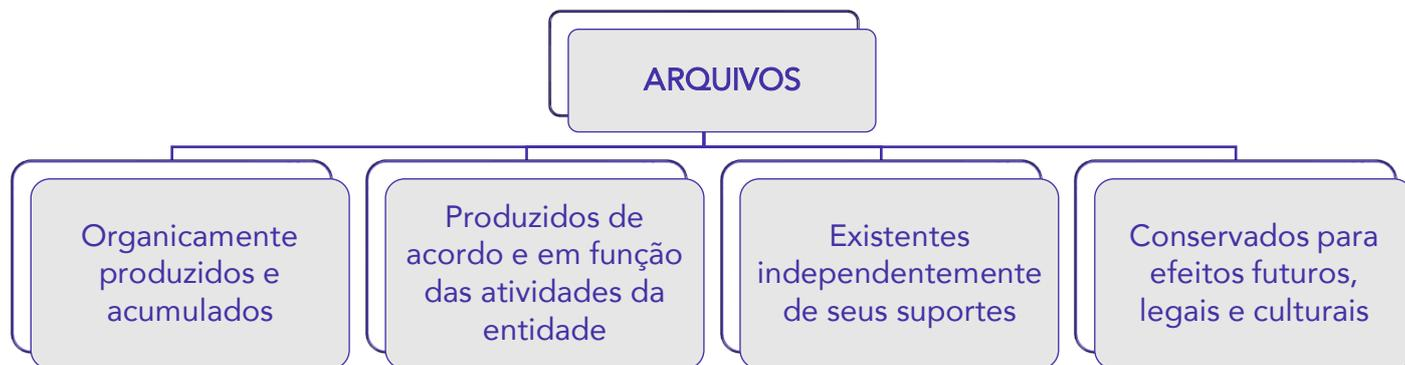 ARQUIVOS
Organicamente
produzidos e
acumulados
Produzidos de
acordo e em função
das atividades da
entidade
Existentes
independentemente
de seus suportes
Conservados para
efeitos futuros,
legais e culturais